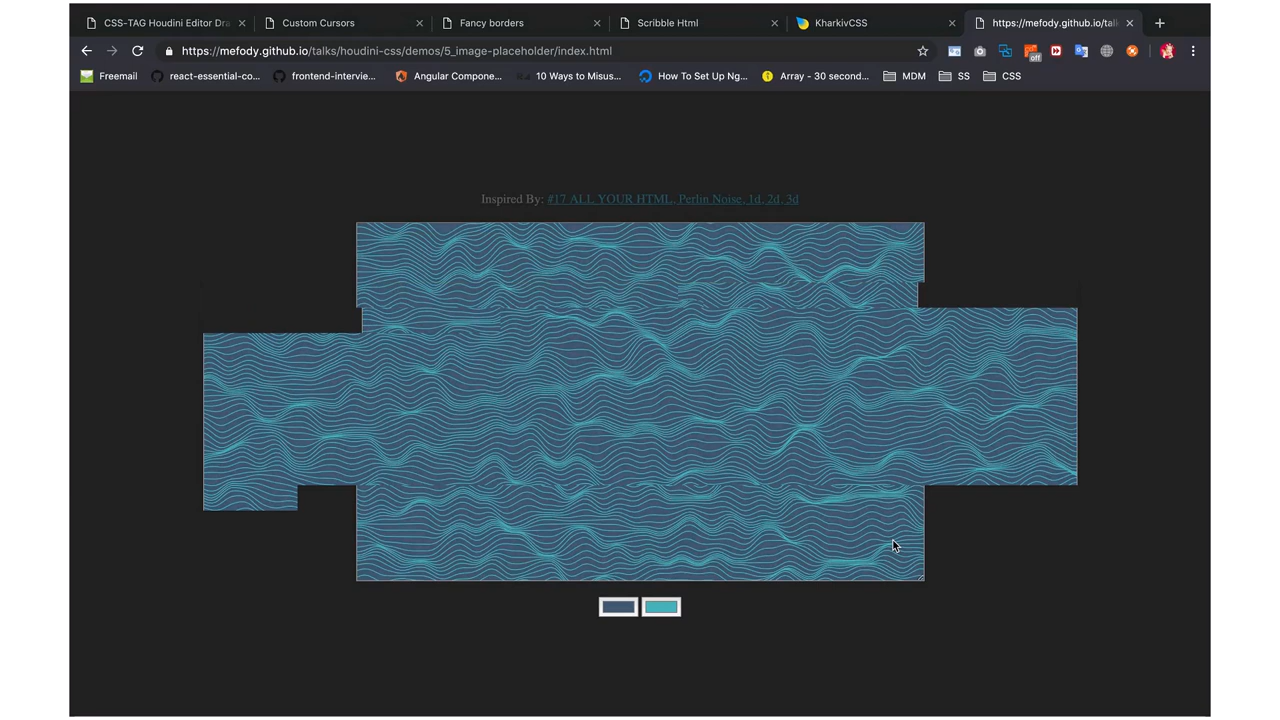 CSS-TAG Houdini Editor Dra
Custom Cursors
Fancy borders
Scribble Html
KharkivCSS
https://mefody.github.io/tal
https://mefody.github.io/talks/houdini-css/demos/5_image-placeholder/index.html
off
Freemail
react-essential-co...
frontend-intervie...
Angular Compone...
10 Ways to Misus...
How To Set Up Ng...
Array - 30 second...
MDM
SS
CSS
Inspired By: #17 ALL YOUR HTML, Perlin Noise, 1d, 2d, 3d